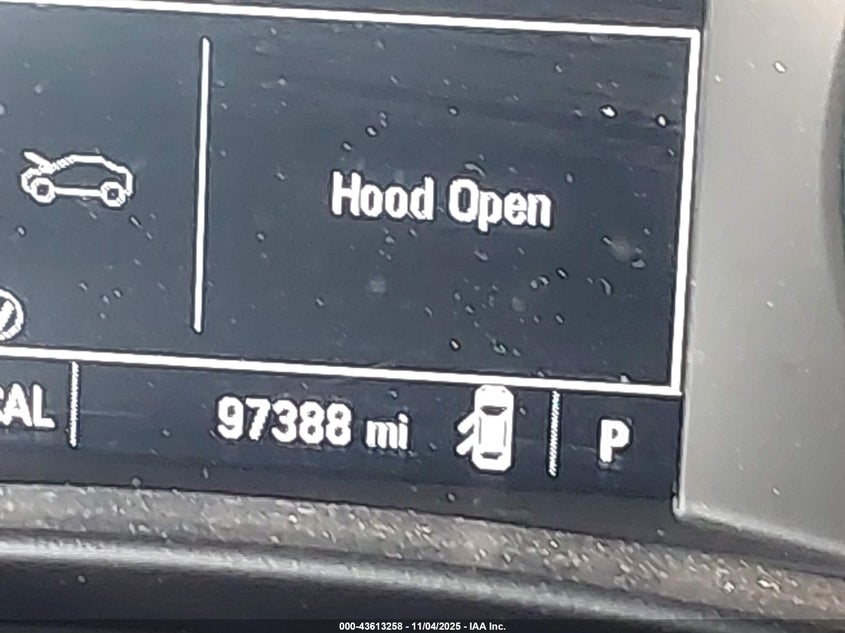 Hood Open
CAL
97388 mi
P
000-43613258 - 11/04/2025 - IAA Inc.